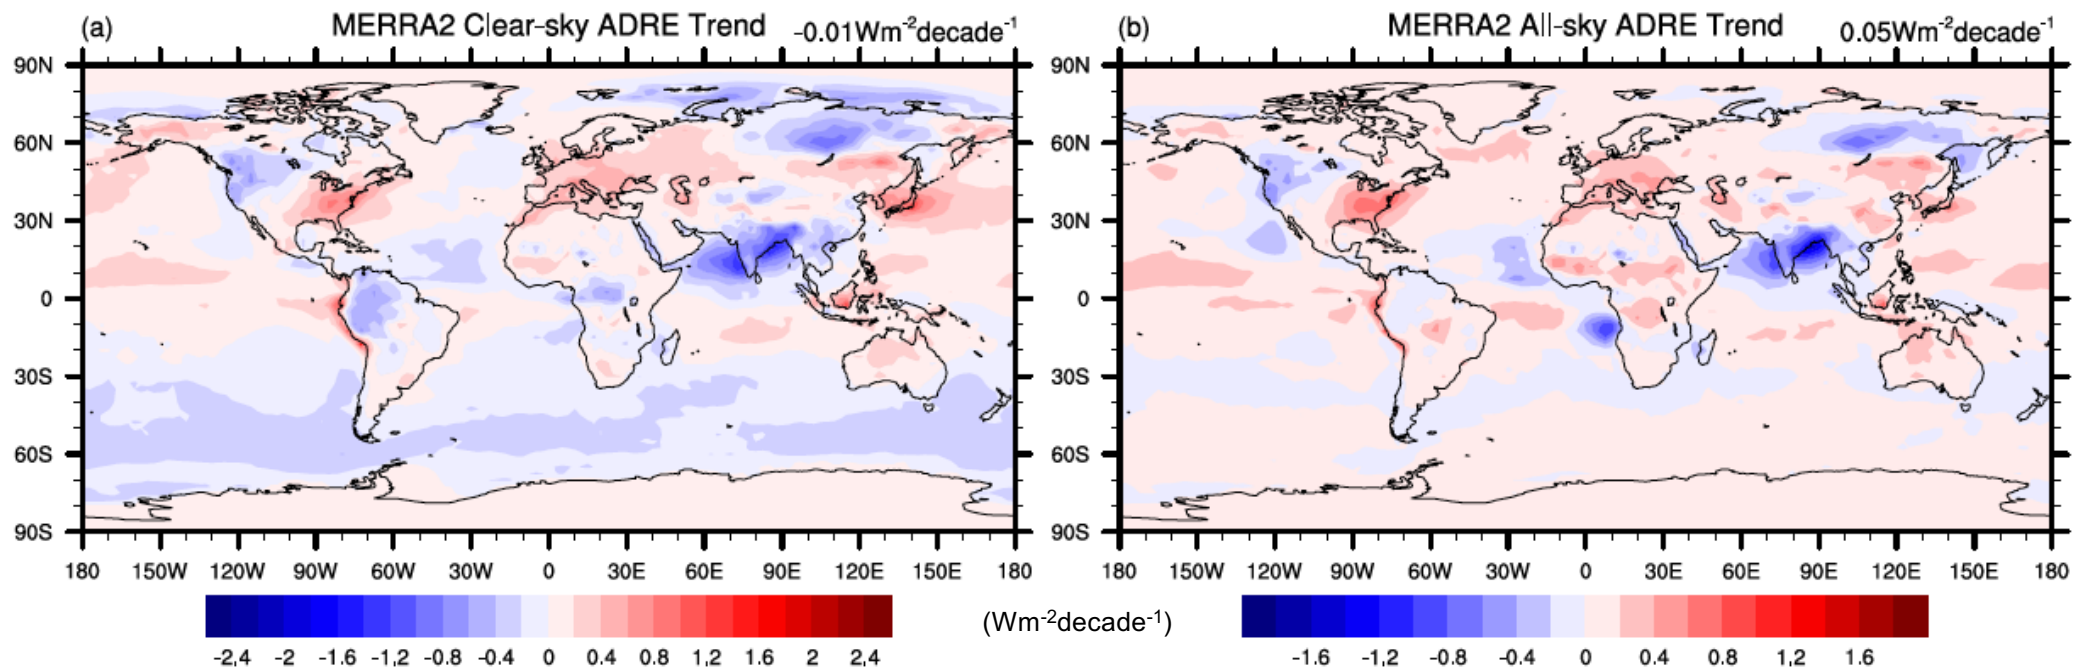 (a) MERRA2 Clear-sky ADRE Trend -0.01Wm⁻²decade⁻¹
90N
60N
30N
0
30S
60S
90S
180 150W 120W 90W 60W 30W 0 30E 60E 90E 120E 150E 180
-2,4 -2 -1.6 -1,2 -0.8 -0.4 0 0.4 0.8 1,2 1.6 2 2,4
(Wm⁻²decade⁻¹)
(b) MERRA2 All-sky ADRE Trend 0.05Wm⁻²decade⁻¹
90N
60N
30N
0
30S
60S
90S
180 150W 120W 90W 60W 30W 0 30E 60E 90E 120E 150E 180
-1.6 -1,2 -0.8 -0.4 0 0.4 0.8 1,2 1.6